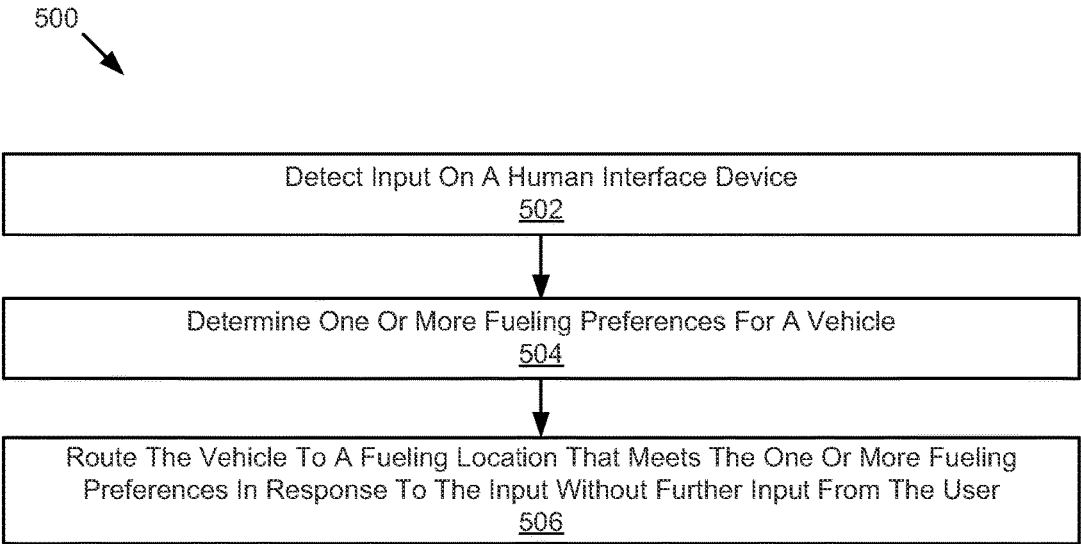 500
Detect Input On A Human Interface Device
502
Determine One Or More Fueling Preferences For A Vehicle
504
Route The Vehicle To A Fueling Location That Meets The One Or More Fueling
Preferences In Response To The Input Without Further Input From The User
506